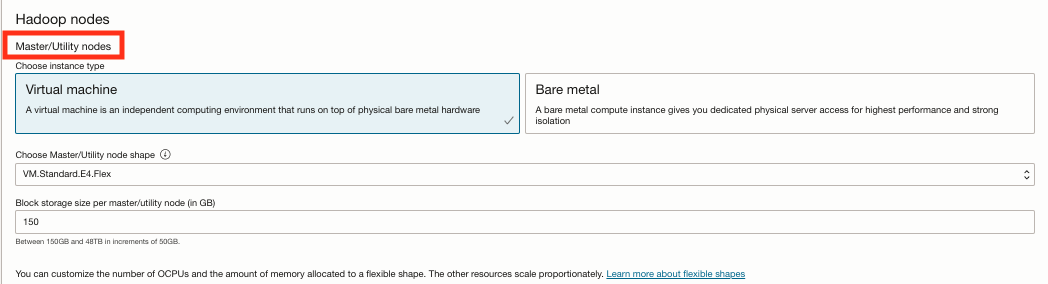 Hadoop nodes
Master/Utility nodes
Choose instance type
Virtual machine
A virtual machine is an independent computing environment that runs on top of physical bare metal hardware
Bare metal
A bare metal compute instance gives you dedicated physical server access for highest performance and strong
isolation
Choose Master/Utility node shape
VM.Standard.E4.Flex
Block storage size per master/utility node (in GB)
150
Between 150GB and 48TB in increments of 50GB.
You can customize the number of OCPUs and the amount of memory allocated to a flexible shape. The other resources scale proportionately. Learn more about flexible shapes